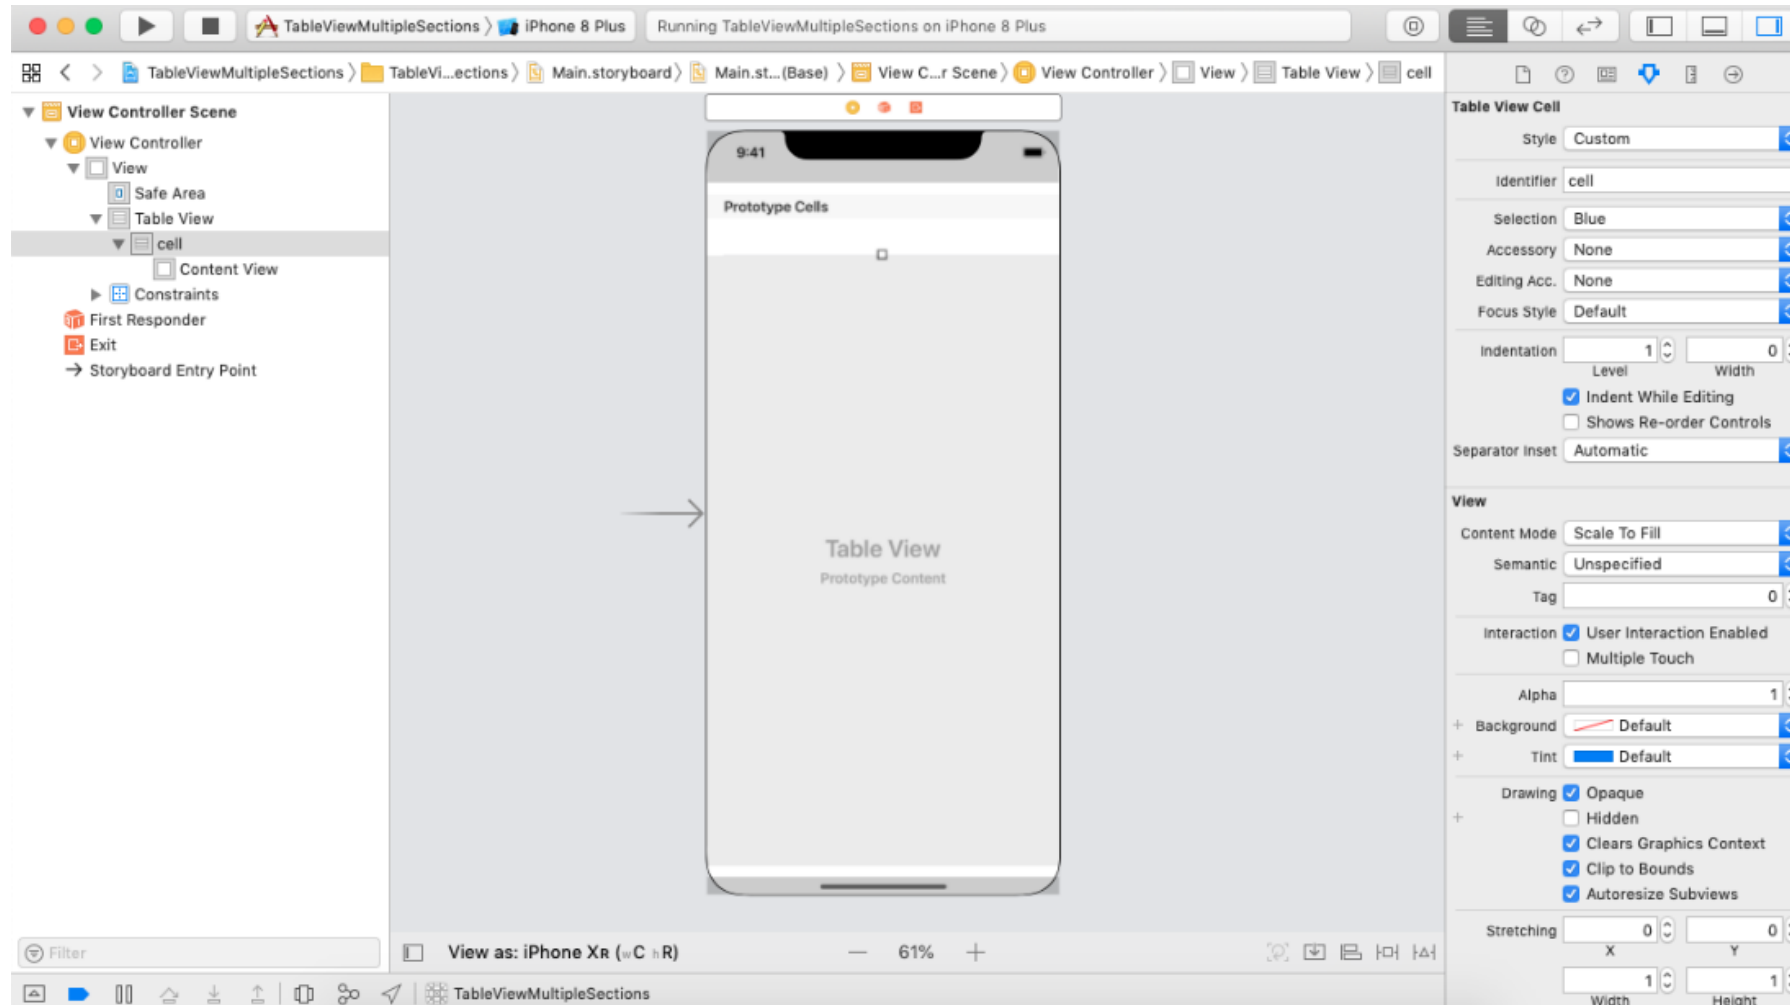 TableViewMultipleSections 〉 iPhone 8 Plus
Running TableViewMultipleSections on iPhone 8 Plus
TableViewMultipleSections 〉 TableVi...ections 〉 Main.storyboard 〉 Main.st...(Base) 〉 View C...r Scene 〉 View Controller 〉 View 〉 Table View 〉 cell
View Controller Scene
View Controller
View
Safe Area
Table View
cell
Content View
Constraints
First Responder
Exit
Storyboard Entry Point
Filter
9:41
Prototype Cells
Table View
Prototype Content
View as: iPhone XR (wC hR)
61%
TableViewMultipleSections
Table View Cell
Style Custom
Identifier cell
Selection Blue
Accessory None
Editing Acc. None
Focus Style Default
Indentation 1 0
Level Width
Indent While Editing
Shows Re-order Controls
Separator Inset Automatic
View
Content Mode Scale To Fill
Semantic Unspecified
Tag 0
Interaction User Interaction Enabled
Multiple Touch
Alpha 1
Background Default
Tint Default
Drawing Opaque
Hidden
Clears Graphics Context
Clip to Bounds
Autoresize Subviews
Stretching 0 0
X Y
1 1
Width Height